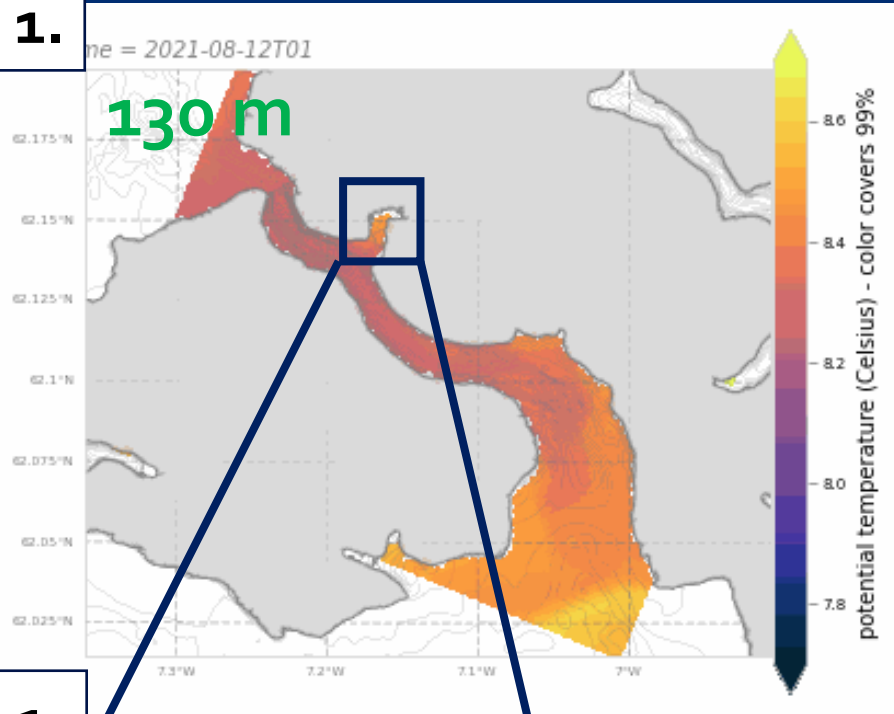 1.
me = 2021-08-12T01
130 m
62.175°N
62.15°N
62.125°N
62.1°N
62.075°N
62.05°N
62.025°N
7.3°W
7.2°W
7.1°W
7°W
8.6
8.4
8.2
8.0
7.8
potential temperature (Celsius) - color covers 99%